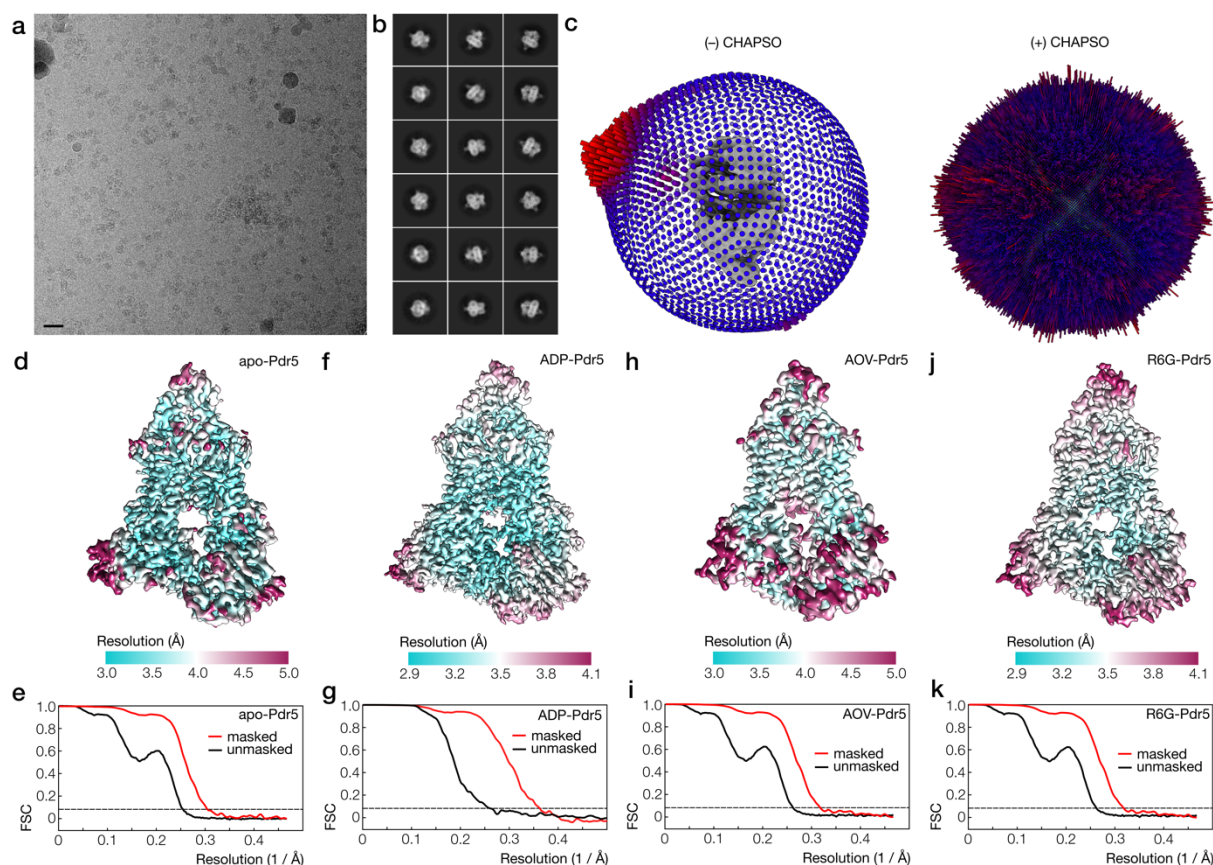 a
b
c
(–) CHAPSO
(+) CHAPSO
d
apo-Pdr5
f
ADP-Pdr5
h
AOV-Pdr5
j
R6G-Pdr5
Resolution (Å)
3.0 3.5 4.0 4.5 5.0
Resolution (Å)
2.9 3.5 3.5 3.6 4.1
Resolution (Å)
3.0 3.5 4.0 4.5 5.0
Resolution (Å)
2.9 3.5 3.5 3.6 4.1
e
apo-Pdr5
masked
unmasked
1.0
0.8
0.6
0.4
0.2
0
FSC
0 0.1 0.2 0.3 0.4
Resolution (1 / Å)
g
ADP-Pdr5
masked
unmasked
1.0
0.8
0.6
0.4
0.2
0
FSC
0 0.1 0.2 0.3 0.4 0.5
Resolution (1 / Å)
i
AOV-Pdr5
masked
unmasked
1.0
0.8
0.6
0.4
0.2
0
FSC
0 0.1 0.2 0.3 0.4
Resolution (1 / Å)
k
R6G-Pdr5
masked
unmasked
1.0
0.8
0.6
0.4
0.2
0
FSC
0 0.1 0.2 0.3 0.4
Resolution (1 / Å)